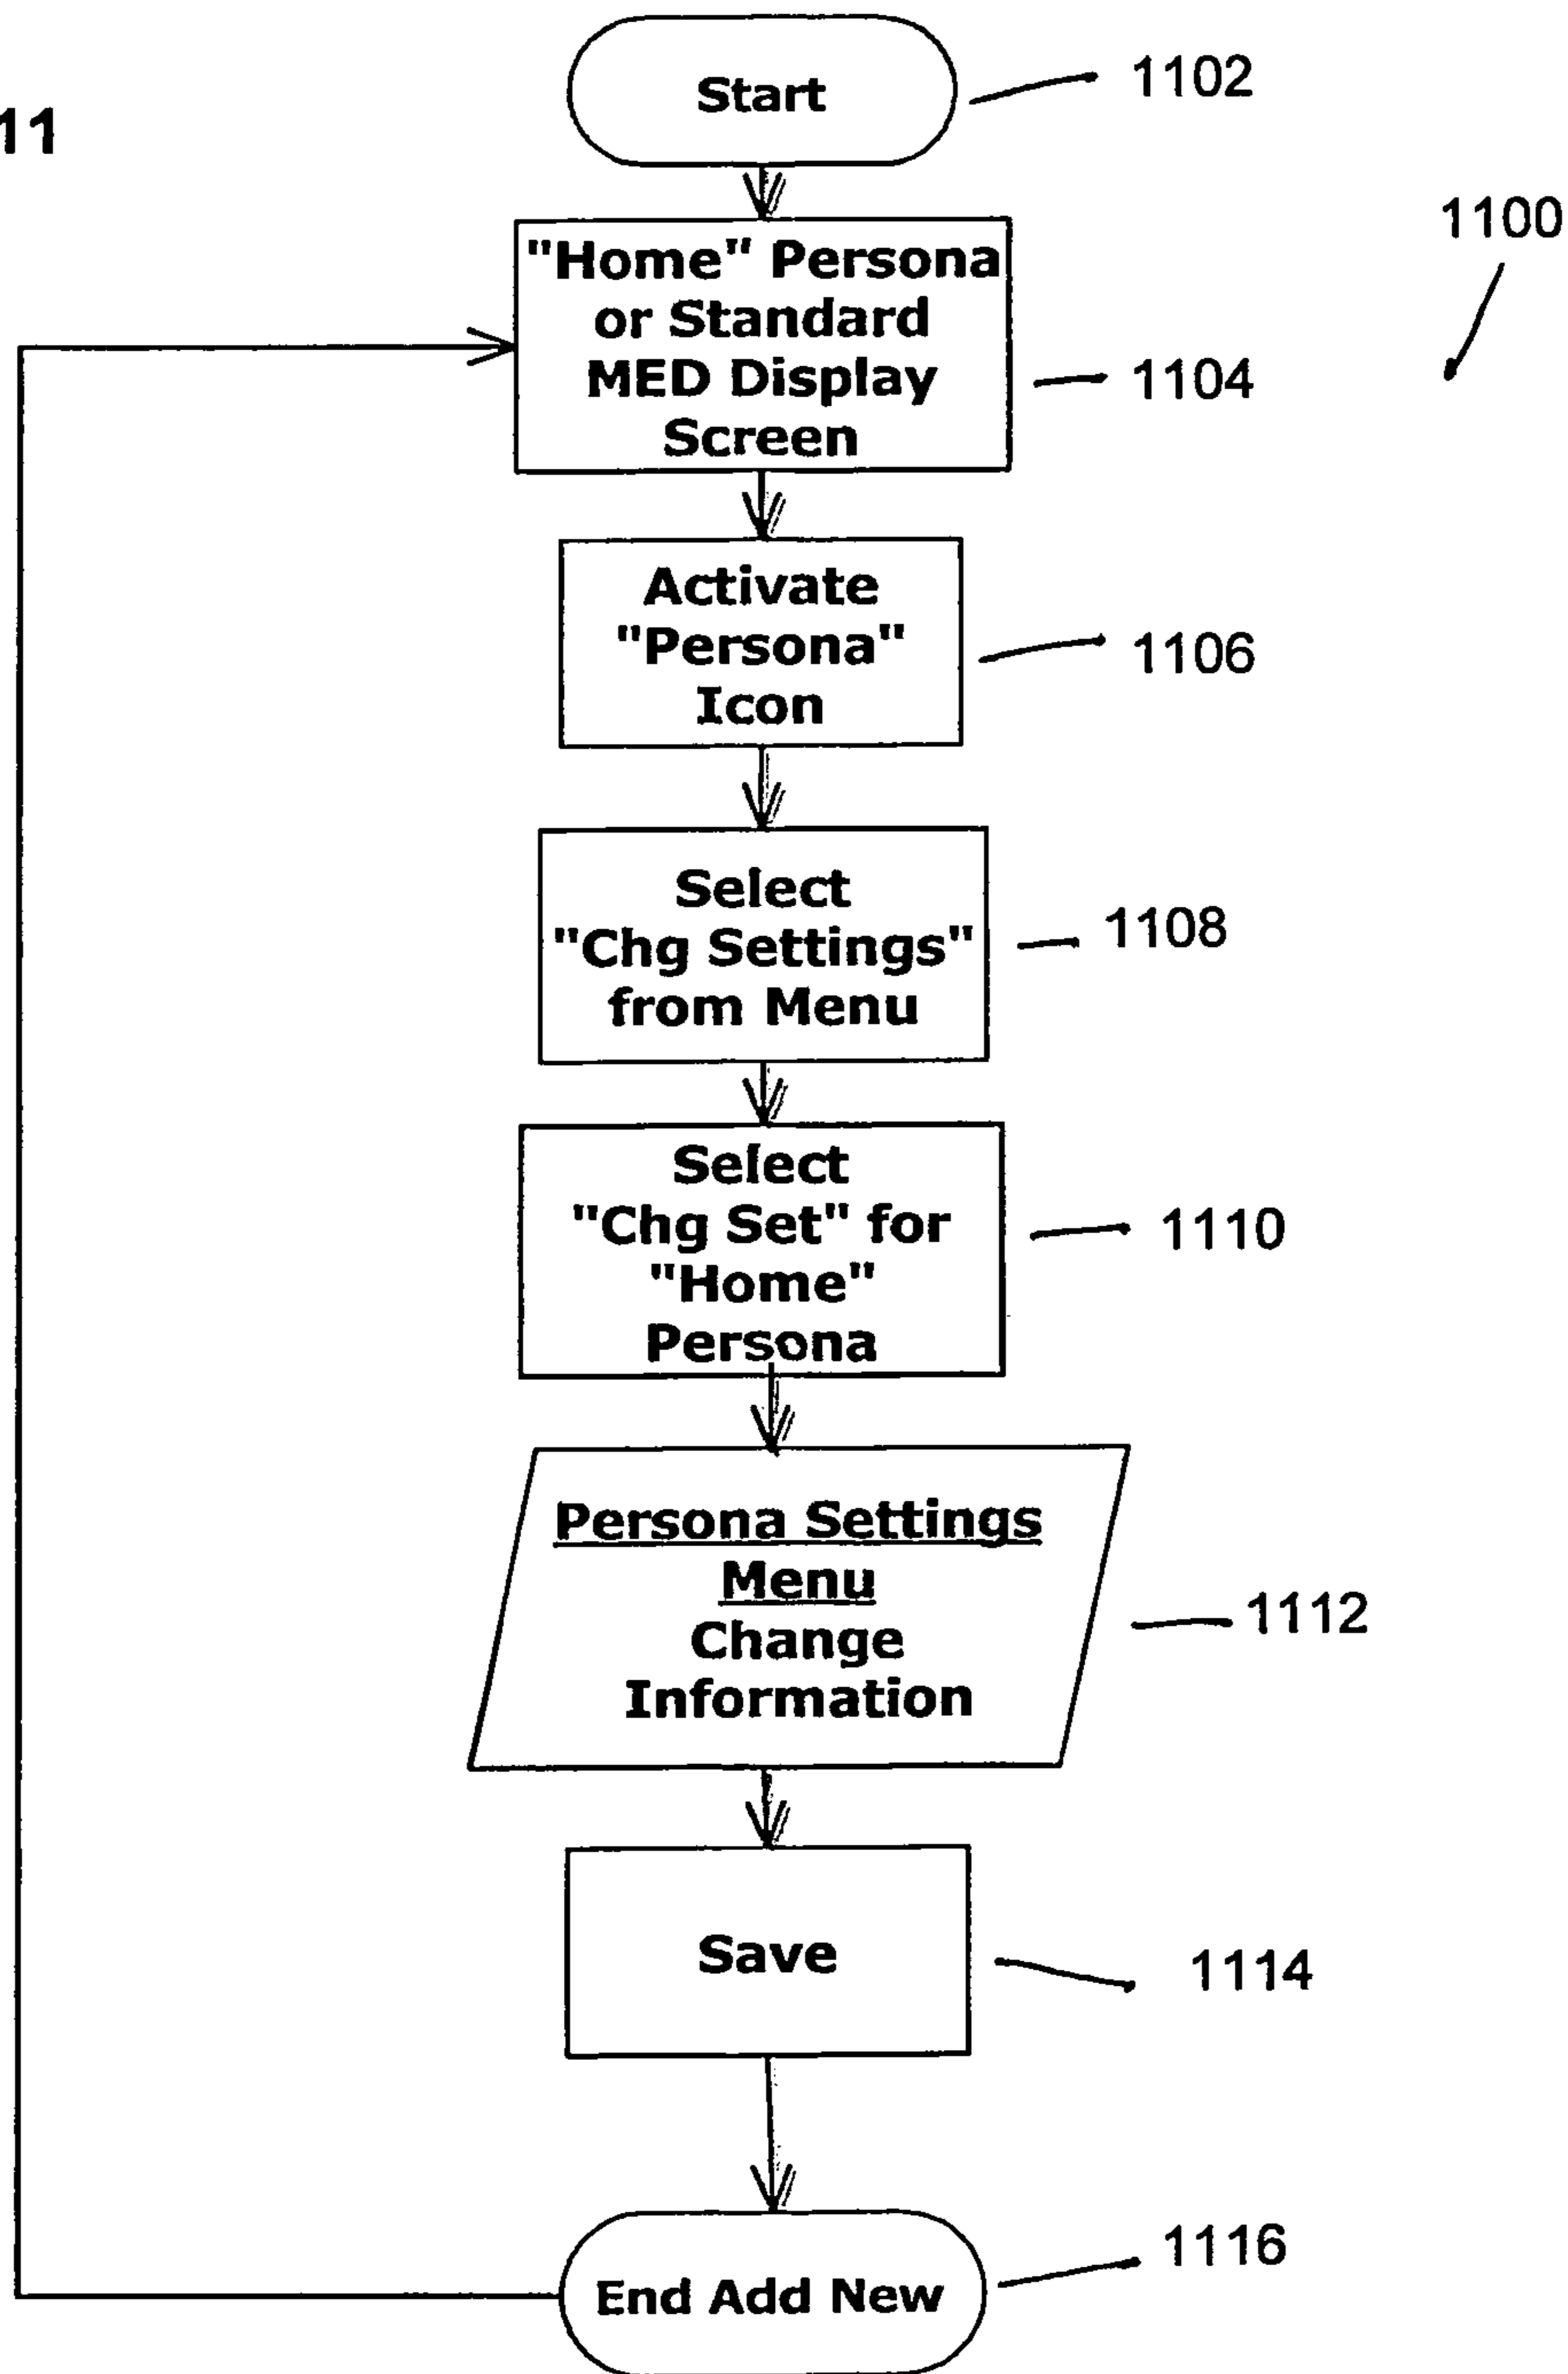 11
Start
1102
1100
"Home" Persona
or Standard
MED Display
Screen
1104
Activate
"Persona"
Icon
1106
Select
"Chg Settings"
from Menu
1108
Select
"Chg Set" for
"Home"
Persona
1110
Persona Settings
Menu
Change
Information
1112
Save
1114
End Add New
1116